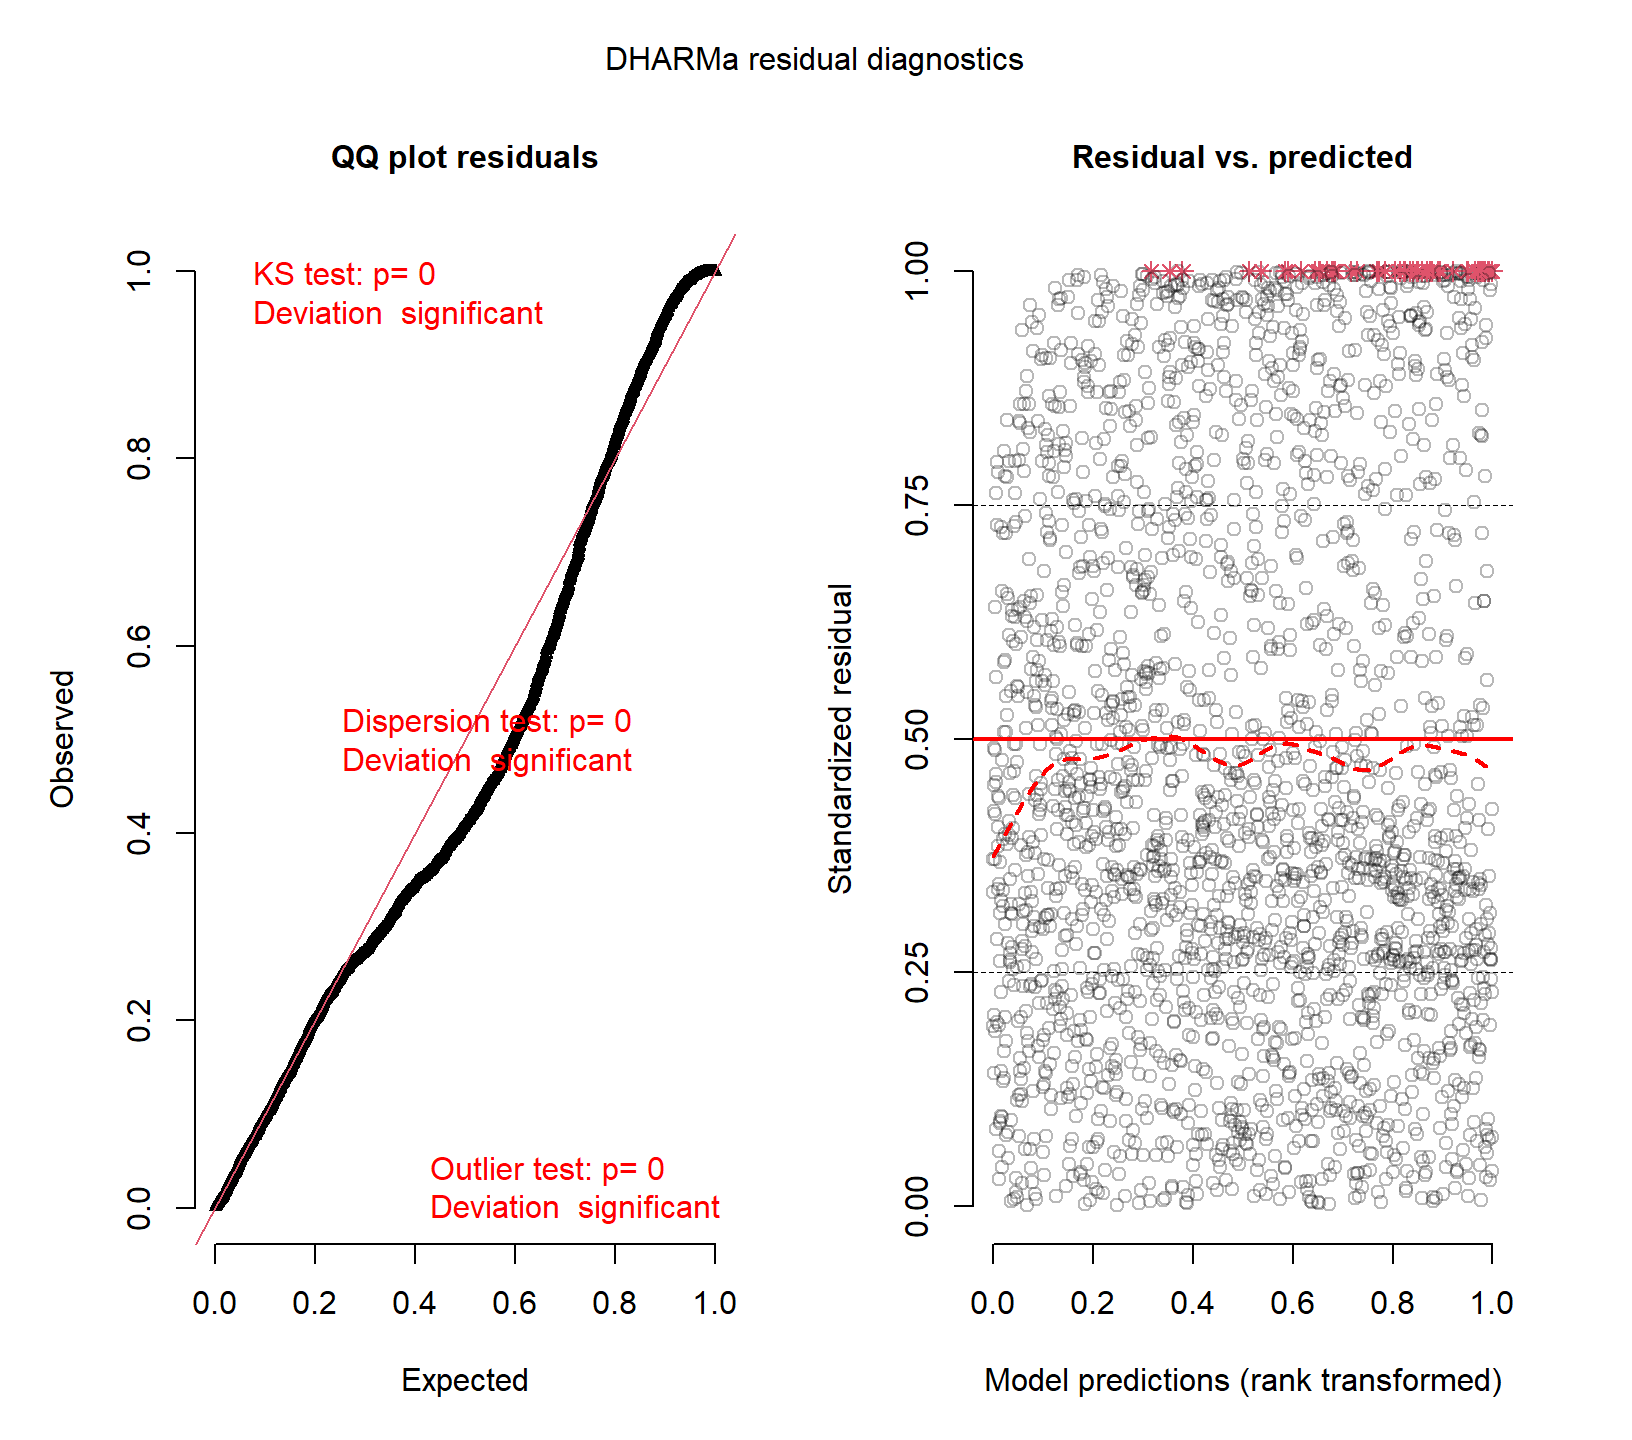 DHARMa residual diagnostics
QQ plot residuals
KS test: p= 0
Deviation  significant
Dispersion test: p= 0
Deviation  significant
Outlier test: p= 0
Deviation  significant
Observed
0.0
0.2
0.4
0.6
0.8
1.0
0.0 0.2 0.4 0.6 0.8 1.0
Expected
Residual vs. predicted
Standardized residual
0.00
0.25
0.50
0.75
1.00
0.0 0.2 0.4 0.6 0.8 1.0
Model predictions (rank transformed)